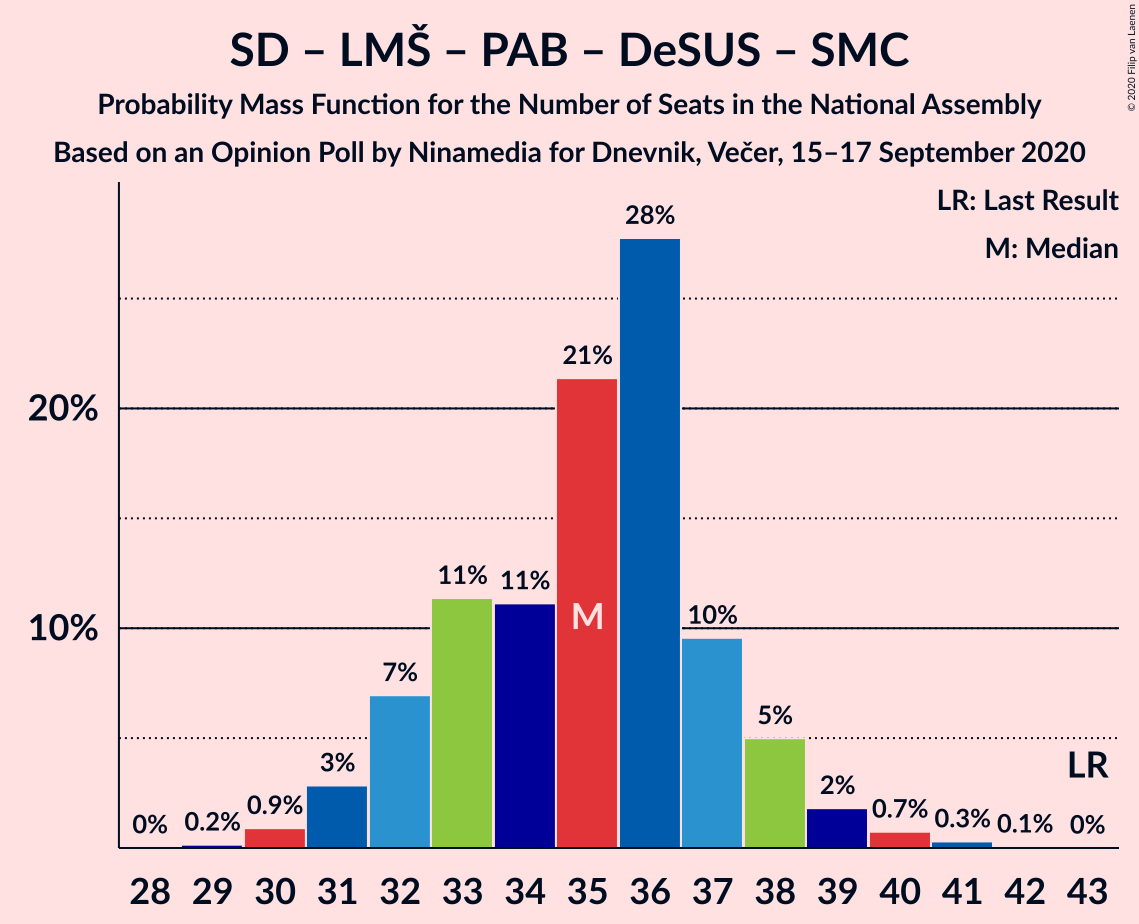 SD – LMŠ – PAB – DeSUS – SMC
Probability Mass Function for the Number of Seats in the National Assembly
Based on an Opinion Poll by Ninamedia for Dnevnik, Večer, 15–17 September 2020
© 2020 Filip van Laenen
LR: Last Result
M: Median
20%
10%
0%
0.2%
0.9%
3%
7%
11%
11%
21%
28%
10%
5%
2%
0.7%
0.3%
0.1%
0%
M
LR
28 29 30 31 32 33 34 35 36 37 38 39 40 41 42 43